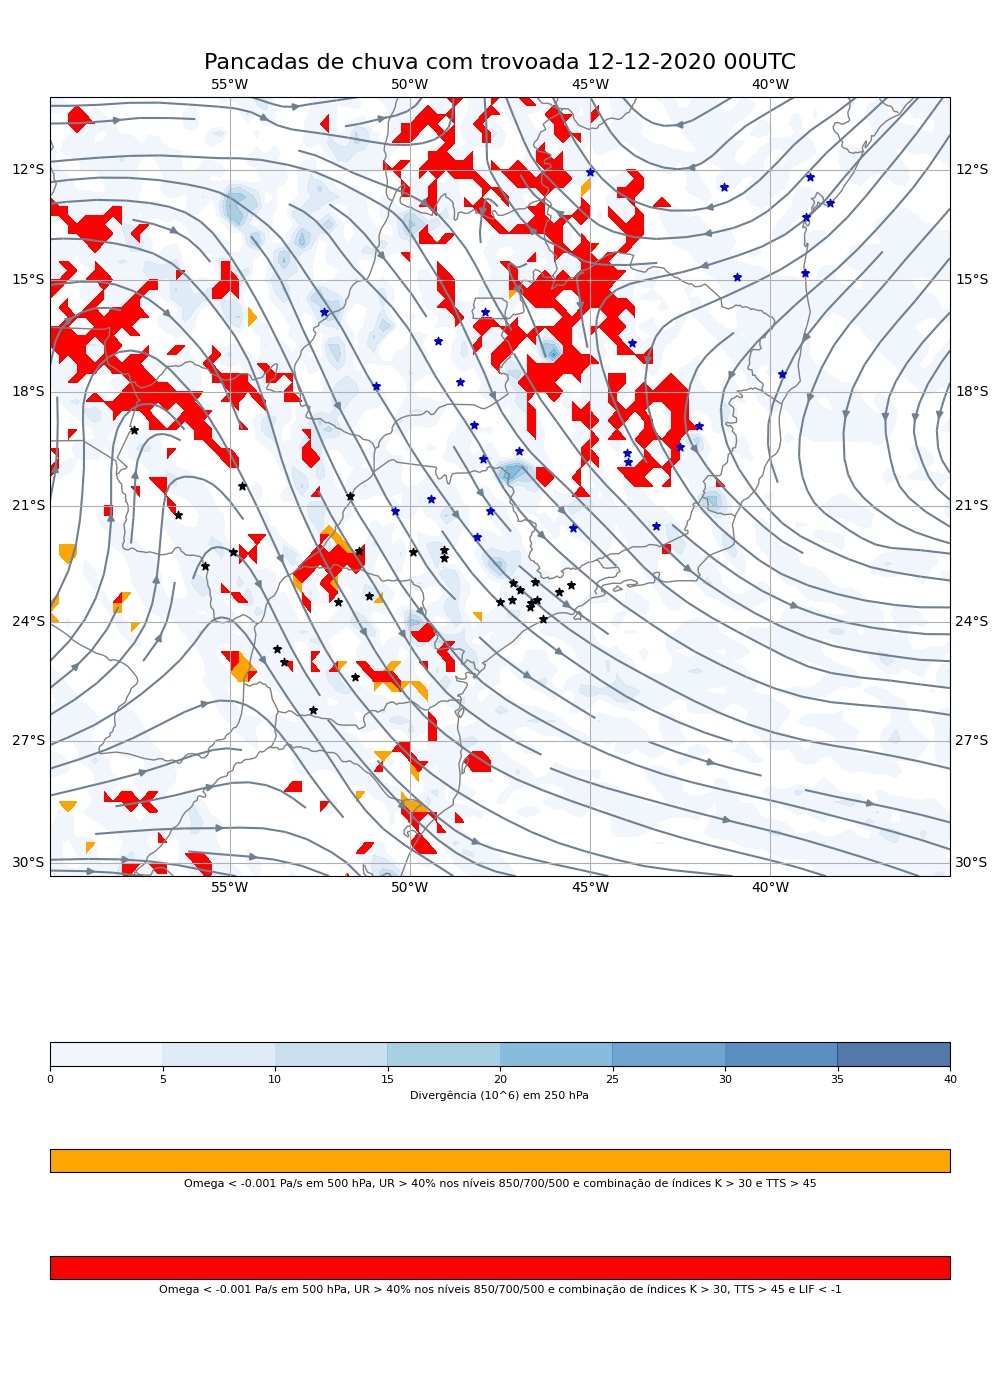 Pancadas de chuva com trovoada 12-12-2020 00UTC
55°W 50°W 45°W 40°W
12°S 12°S
15°S 15°S
18°S 18°S
21°S 21°S
24°S 24°S
27°S 27°S
30°S 30°S
55°W 50°W 45°W 40°W
0 5 10 15 20 25 30 35 40
Divergência (10^6) em 250 hPa
Omega < -0.001 Pa/s em 500 hPa, UR > 40% nos níveis 850/700/500 e combinação de índices K > 30 e TTS > 45
Omega < -0.001 Pa/s em 500 hPa, UR > 40% nos níveis 850/700/500 e combinação de índices K > 30, TTS > 45 e LIF < -1